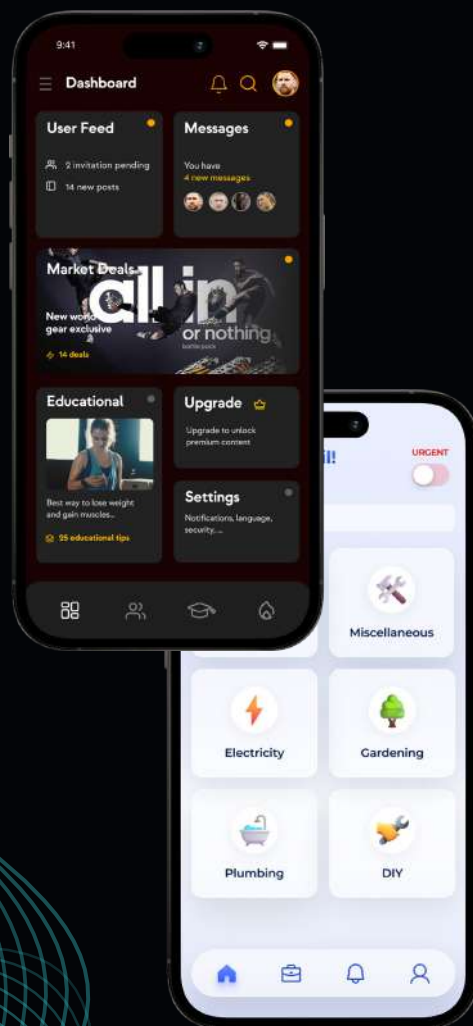 9:41
Dashboard
User Feed
2 invitation pending
14 new posts
Messages
You have
4 new messages
Market Deals
all in
or nothing
New world
gear exclusive
14 deals
Educational
Best way to lose weight
and gain muscles...
25 educational tips
Upgrade
Upgrade to unlock
premium content
Settings
Notifications, language,
security, ...
URGENT
Miscellaneous
Electricity
Gardening
Plumbing
DIY